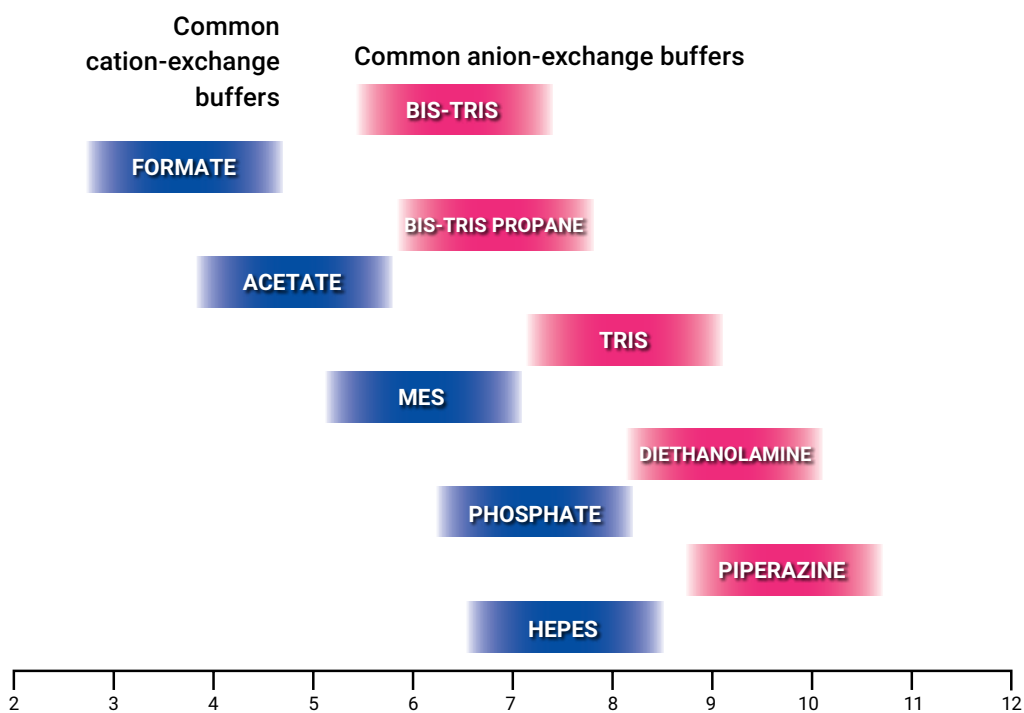 Common
cation-exchange
buffers
Common anion-exchange buffers
BIS-TRIS
FORMATE
BIS-TRIS PROPANE
ACETATE
TRIS
MES
DIETHANOLAMINE
PHOSPHATE
PIPERAZINE
HEPES
2 3 4 5 6 7 8 9 10 11 12